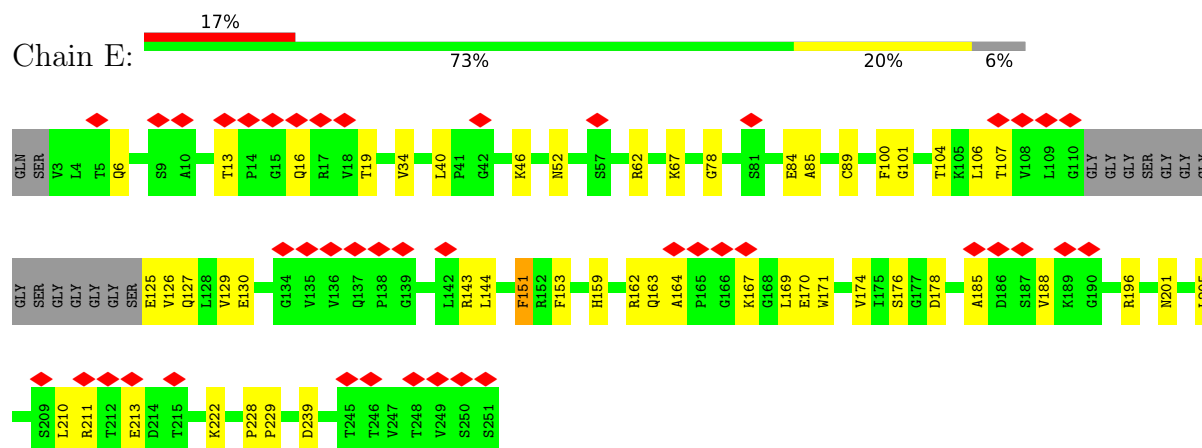 17%
Chain E:
73% 20% 6%
GLN SER V3 L4 T5 Q6 S9 A10 T13 P14 G15 Q16 R17 V18 T19 V34 L40 P41 G42 K46 N52 S57 R62 K67 G78 S81 E84 A85 C89 F100 G101 T104 K105 L106 T107 V108 L109 G110 GLY GLY GLY SER GLY GLY GLY
GLY SER GLY GLY GLY GLY SER E125 V126 Q127 L128 V129 E130 G134 V135 V136 Q137 P138 G139 L142 R143 L144 F151 R152 F153 H159 R162 Q163 A164 P165 G166 K167 G168 L169 E170 W171 V174 I175 S176 G177 D178 A185 D186 S187 V188 K189 G190 R196 N201
S209 L210 R211 T212 E213 D214 T215 K222 P228 P229 D239 T245 T246 V247 T248 V249 S250 S251